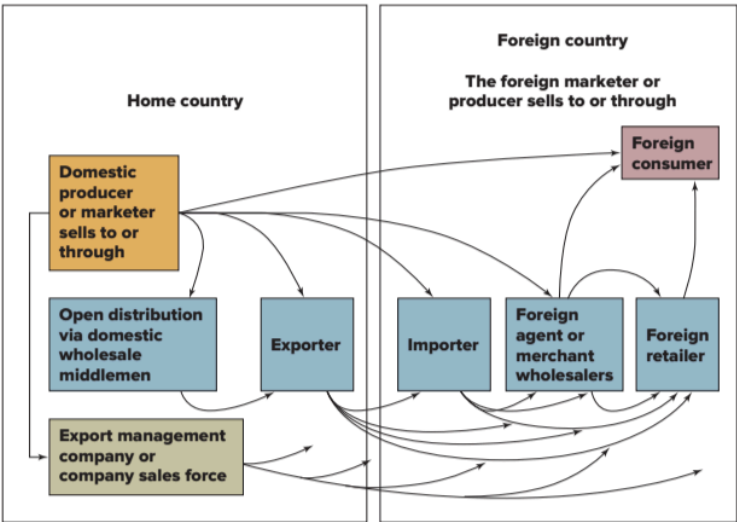 Home country
Foreign country
The foreign marketer or
producer sells to or through
Domestic
producer
or marketer
sells to or
through
Foreign
consumer
Open distribution
via domestic
wholesale
middlemen
Exporter
Importer
Foreign
agent or
merchant
wholesalers
Foreign
retailer
Export management
company or
company sales force